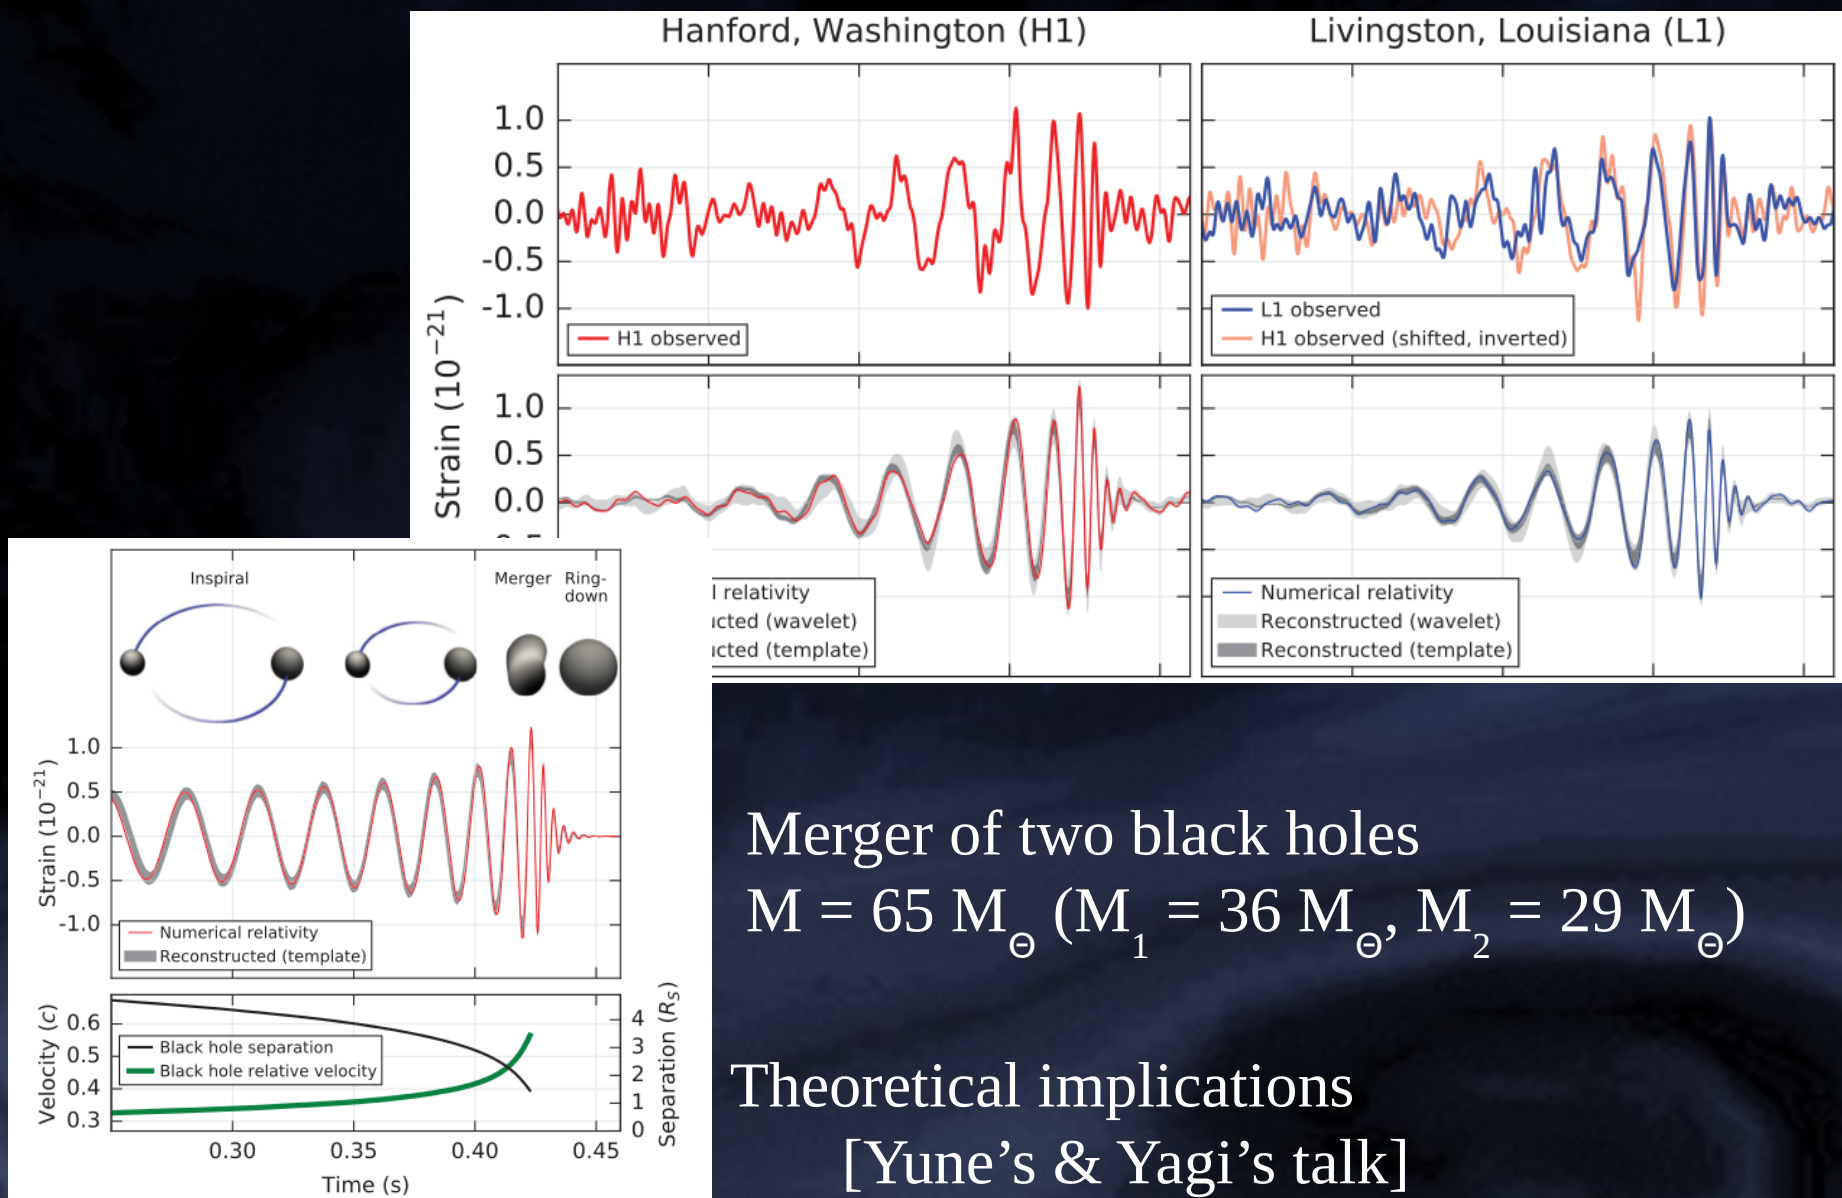 Hanford, Washington (H1)
Livingston, Louisiana (L1)
Strain (10−21)
1.0
0.5
0.0
-0.5
-1.0
H1 observed
L1 observed
H1 observed (shifted, inverted)
1.0
0.5
0.0
l relativity
ucted (wavelet)
ucted (template)
Numerical relativity
Reconstructed (wavelet)
Reconstructed (template)
Inspiral
Merger
Ring-
down
Strain (10−21)
1.0
0.5
0.0
-0.5
-1.0
Numerical relativity
Reconstructed (template)
Velocity (c)
0.6
0.5
0.4
0.3
Black hole separation
Black hole relative velocity
4
3
2
1
0
Separation (RS)
0.30 0.35 0.40 0.45
Time (s)
Merger of two black holes
M = 65 MΘ (M1 = 36 MΘ, M2 = 29 MΘ)
Theoretical implications
[Yune’s & Yagi’s talk]